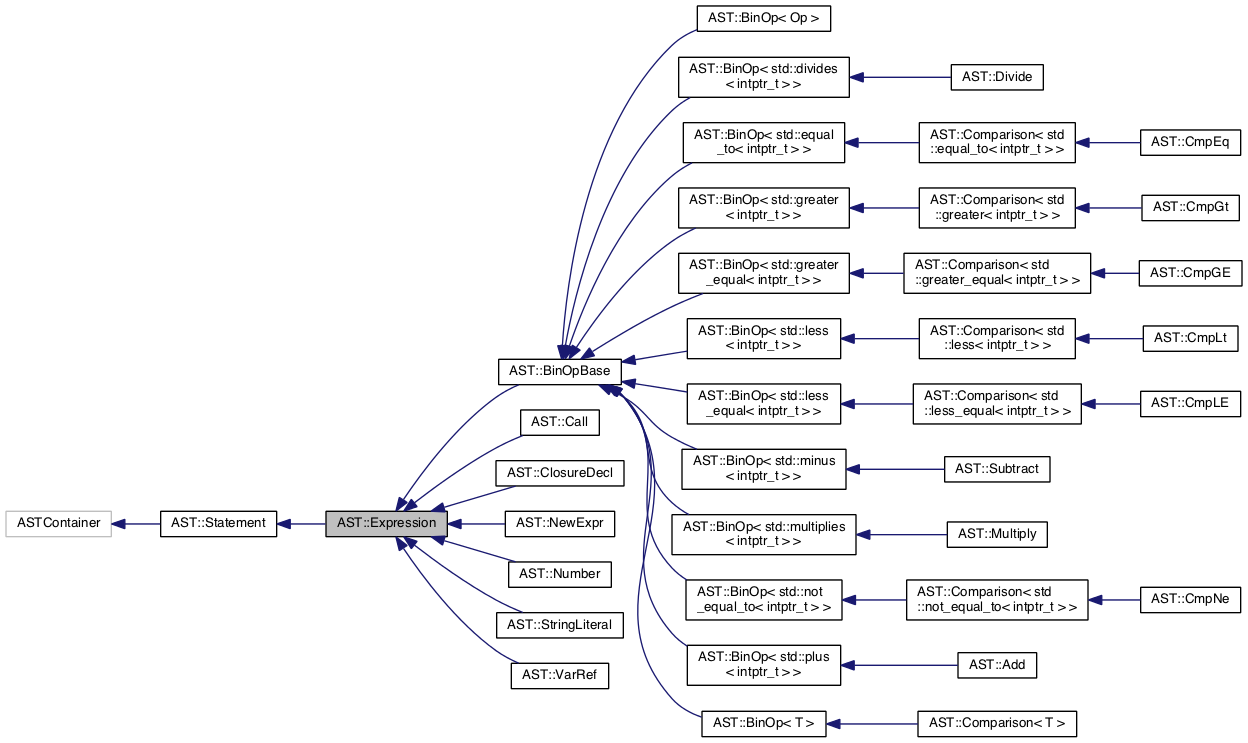 AST::BinOp< Op >
AST::BinOp< std::divides
< intptr_t > >
AST::Divide
AST::BinOp< std::equal
_to< intptr_t > >
AST::Comparison< std
::equal_to< intptr_t > >
AST::CmpEq
AST::BinOp< std::greater
< intptr_t > >
AST::Comparison< std
::greater< intptr_t > >
AST::CmpGt
AST::BinOp< std::greater
_equal< intptr_t > >
AST::Comparison< std
::greater_equal< intptr_t > >
AST::CmpGE
AST::BinOp< std::less
< intptr_t > >
AST::Comparison< std
::less< intptr_t > >
AST::CmpLt
AST::BinOpBase
AST::BinOp< std::less
_equal< intptr_t > >
AST::Comparison< std
::less_equal< intptr_t > >
AST::CmpLE
AST::Call
AST::BinOp< std::minus
< intptr_t > >
AST::Subtract
AST::ClosureDecl
ASTContainer
AST::Statement
AST::Expression
AST::NewExpr
AST::BinOp< std::multiplies
< intptr_t > >
AST::Multiply
AST::Number
AST::BinOp< std::not
_equal_to< intptr_t > >
AST::Comparison< std
::not_equal_to< intptr_t > >
AST::CmpNe
AST::StringLiteral
AST::BinOp< std::plus
< intptr_t > >
AST::Add
AST::VarRef
AST::BinOp< T >
AST::Comparison< T >